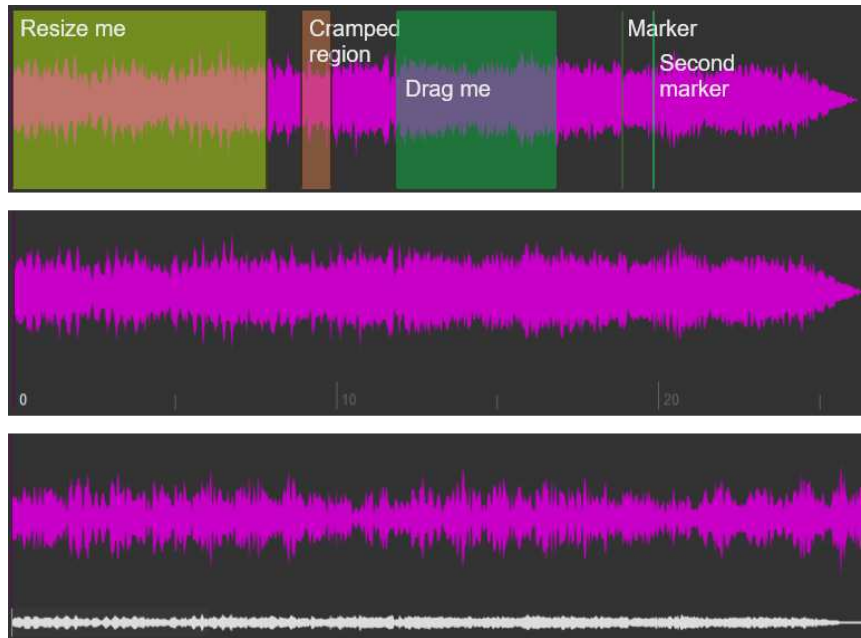 Resize me
Cramped
region
Drag me
Marker
Second
marker
0
10
20